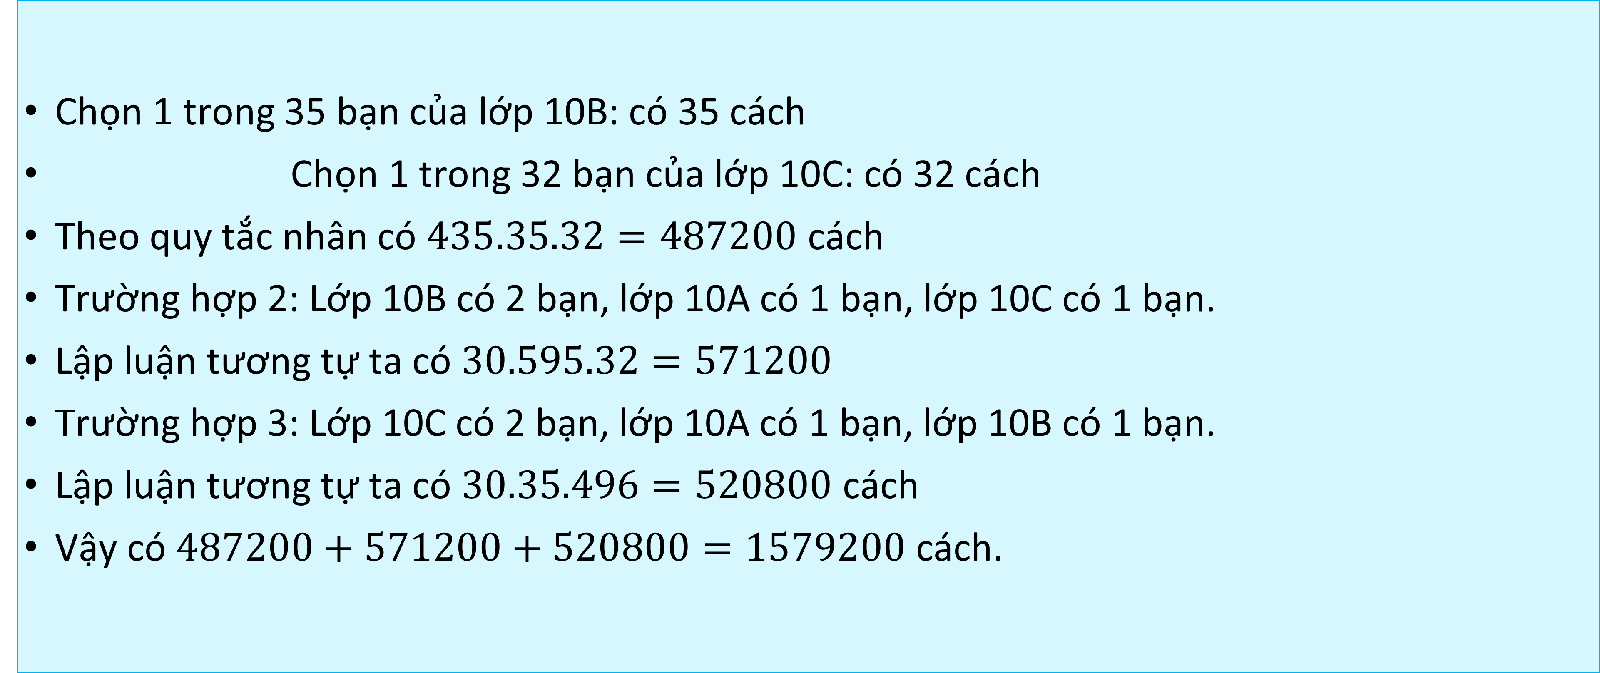 • Chọn 1 trong 35 bạn của lớp 10B: có 35 cách
• Chọn 1 trong 32 bạn của lớp 10C: có 32 cách
• Theo quy tắc nhân có 435.35.32 = 487200 cách
• Trường hợp 2: Lớp 10B có 2 bạn, lớp 10A có 1 bạn, lớp 10C có 1 bạn.
• Lập luận tương tự ta có 30.595.32 = 571200
• Trường hợp 3: Lớp 10C có 2 bạn, lớp 10A có 1 bạn, lớp 10B có 1 bạn.
• Lập luận tương tự ta có 30.35.496 = 520800 cách
• Vậy có 487200 + 571200 + 520800 = 1579200 cách.